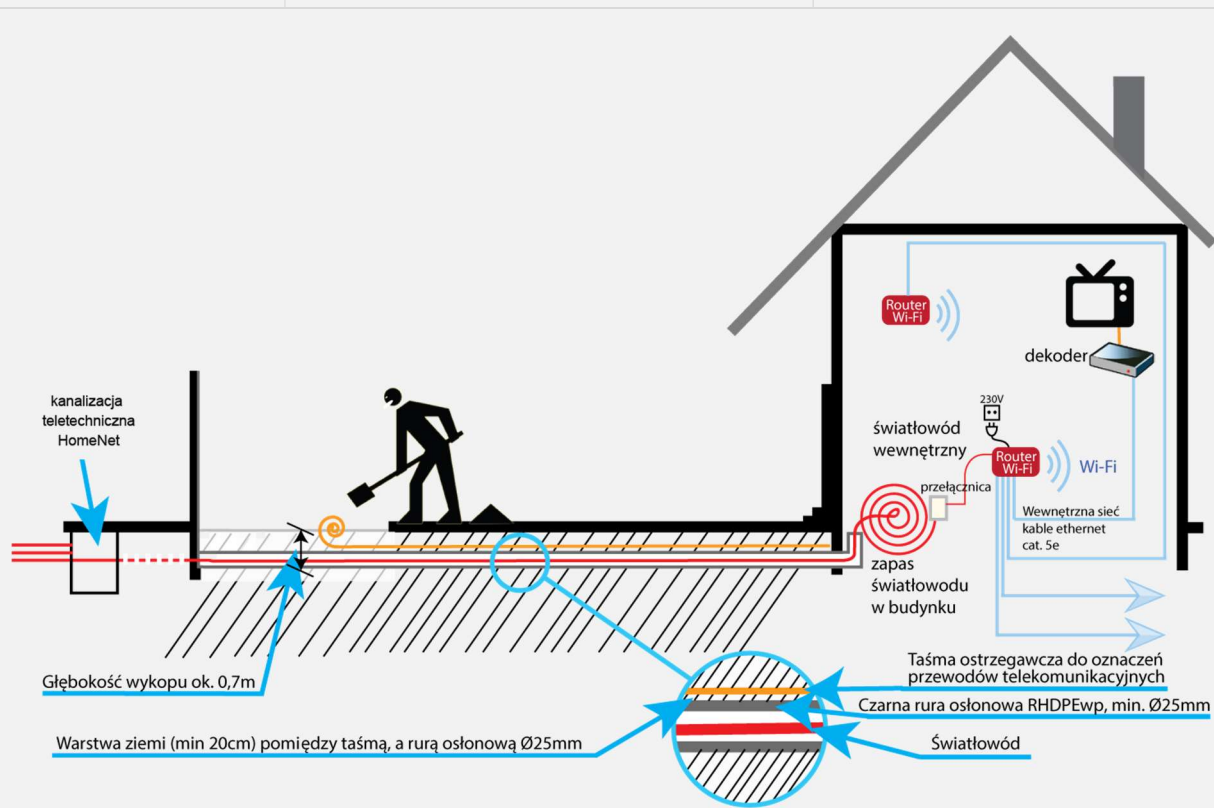 Router
Wi-Fi
dekoder
kanalizacja
teletechniczna
HomeNet
230V
światłowód
wewnętrzny
Router
Wi-Fi
Wi-Fi
przełącznica
Wewnętrzna sieć
kable ethernet
cat. 5e
zapas
światłowodu
w budynku
Głębokość wykopu ok. 0,7m
Taśma ostrzegawcza do oznaczeń
przewodów telekomunikacyjnych
Czarna rura osłonowa RHDPEwp, min. Ø25mm
Warstwa ziemi (min 20cm) pomiędzy taśmą, a rurą osłonową Ø25mm
Światłowód